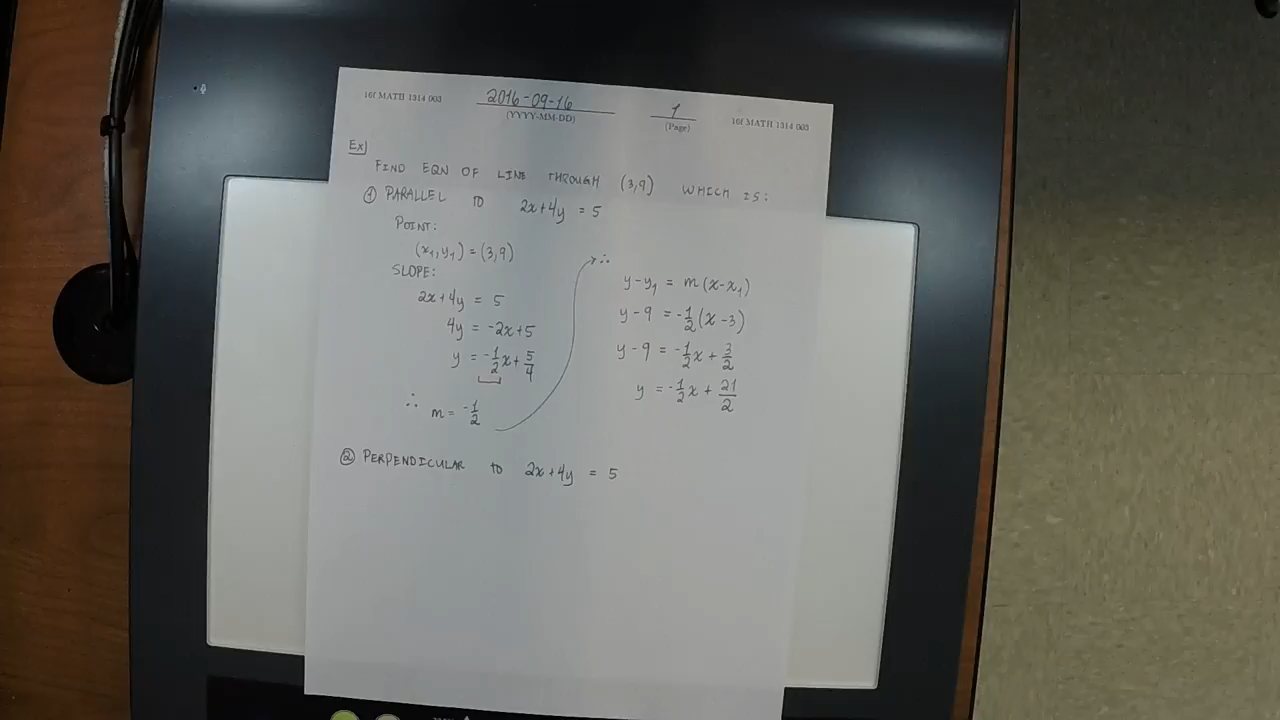 16f MATH 1314 003 2016-09-16 1 16f MATH 1314 003
(YYYY-MM-DD) (Page)
Ex)
FIND EQN OF LINE THROUGH (3,9) WHICH IS:
① PARALLEL TO 2x+4y = 5
POINT:
(x₁,y₁) = (3,9)
SLOPE:
2x+4y = 5
4y = -2x+5
y = -1/2x+5/4
∴ m = -1/2
∴
y-y₁ = m(x-x₁)
y-9 = -1/2(x-3)
y-9 = -1/2x + 3/2
y = -1/2x + 21/2
② PERPENDICULAR TO 2x+4y = 5